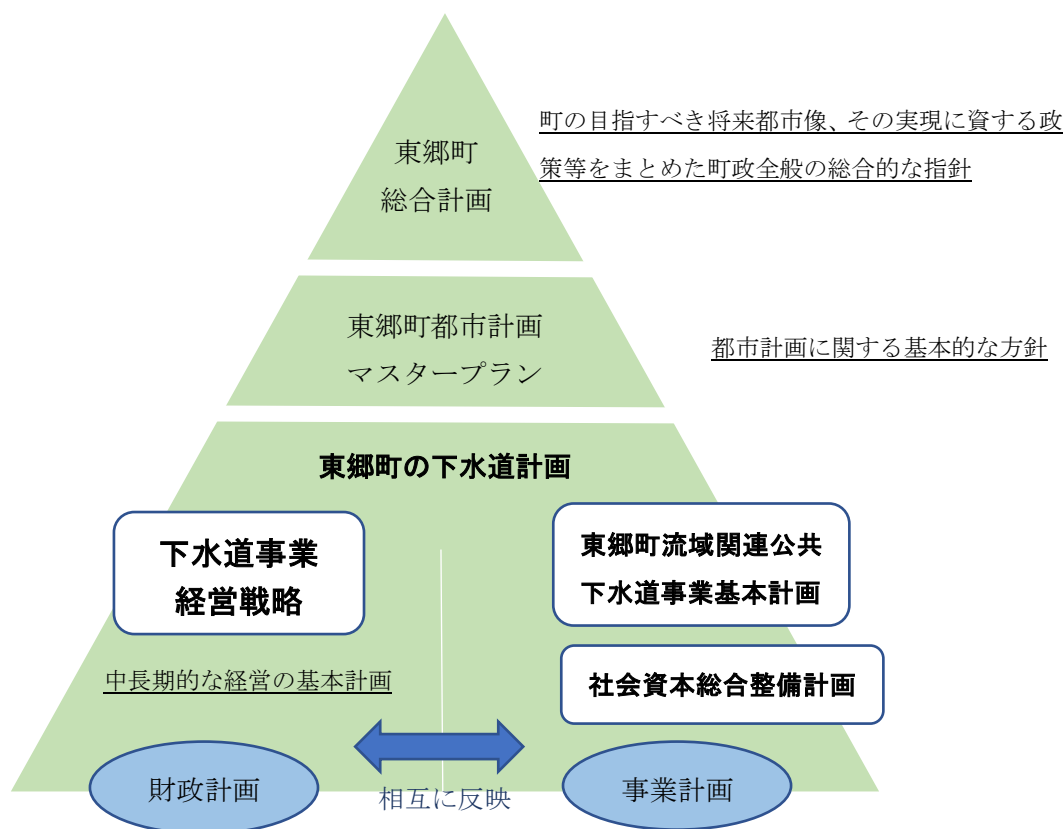 東郷町
総合計画
町の目指すべき将来都市像、その実現に資する政
策等をまとめた町政全般の総合的な指針
東郷町都市計画
マスタープラン
都市計画に関する基本的な方針
東郷町の下水道計画
下水道事業
経営戦略
中長期的な経営の基本計画
東郷町流域関連公共
下水道事業基本計画
社会資本総合整備計画
財政計画
相互に反映
事業計画